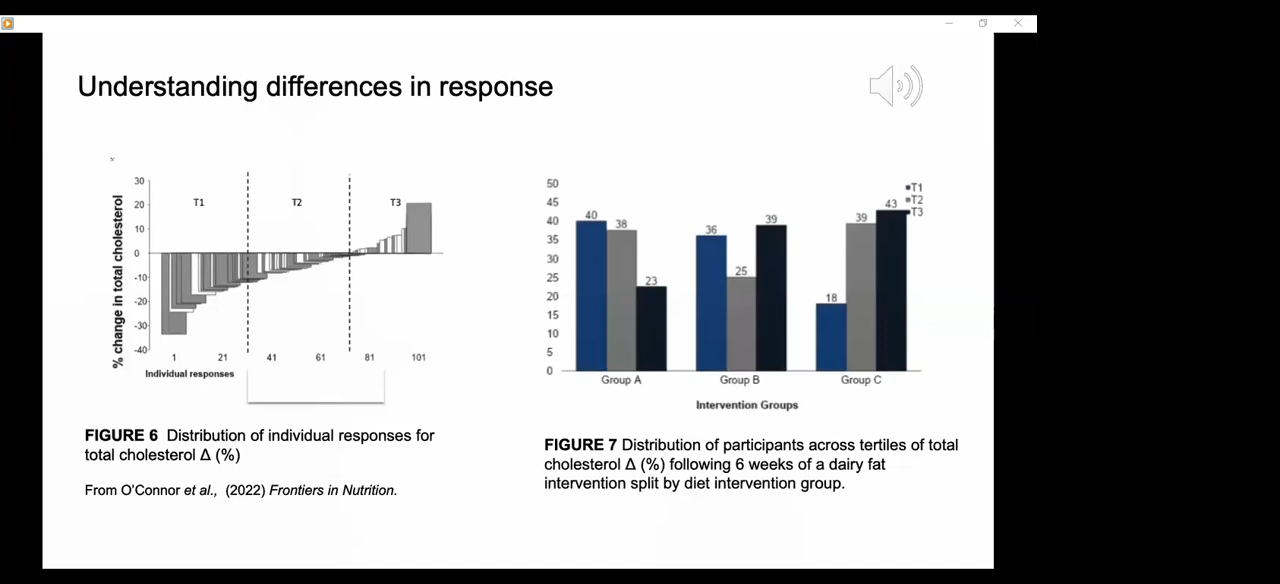 Understanding differences in response
% change in total cholesterol
30
20
10
0
-10
-20
-30
-40
T1
T2
T3
1
21
41
61
81
101
Individual responses
FIGURE 6 Distribution of individual responses for
total cholesterol Δ (%)
From O'Connor et al., (2022) Frontiers in Nutrition.
50
45
40
35
30
25
20
15
10
5
0
40
38
23
36
25
39
18
39
43
T1
T2
T3
Group A
Group B
Group C
Intervention Groups
FIGURE 7 Distribution of participants across tertiles of total
cholesterol Δ (%) following 6 weeks of a dairy fat
intervention split by diet intervention group.